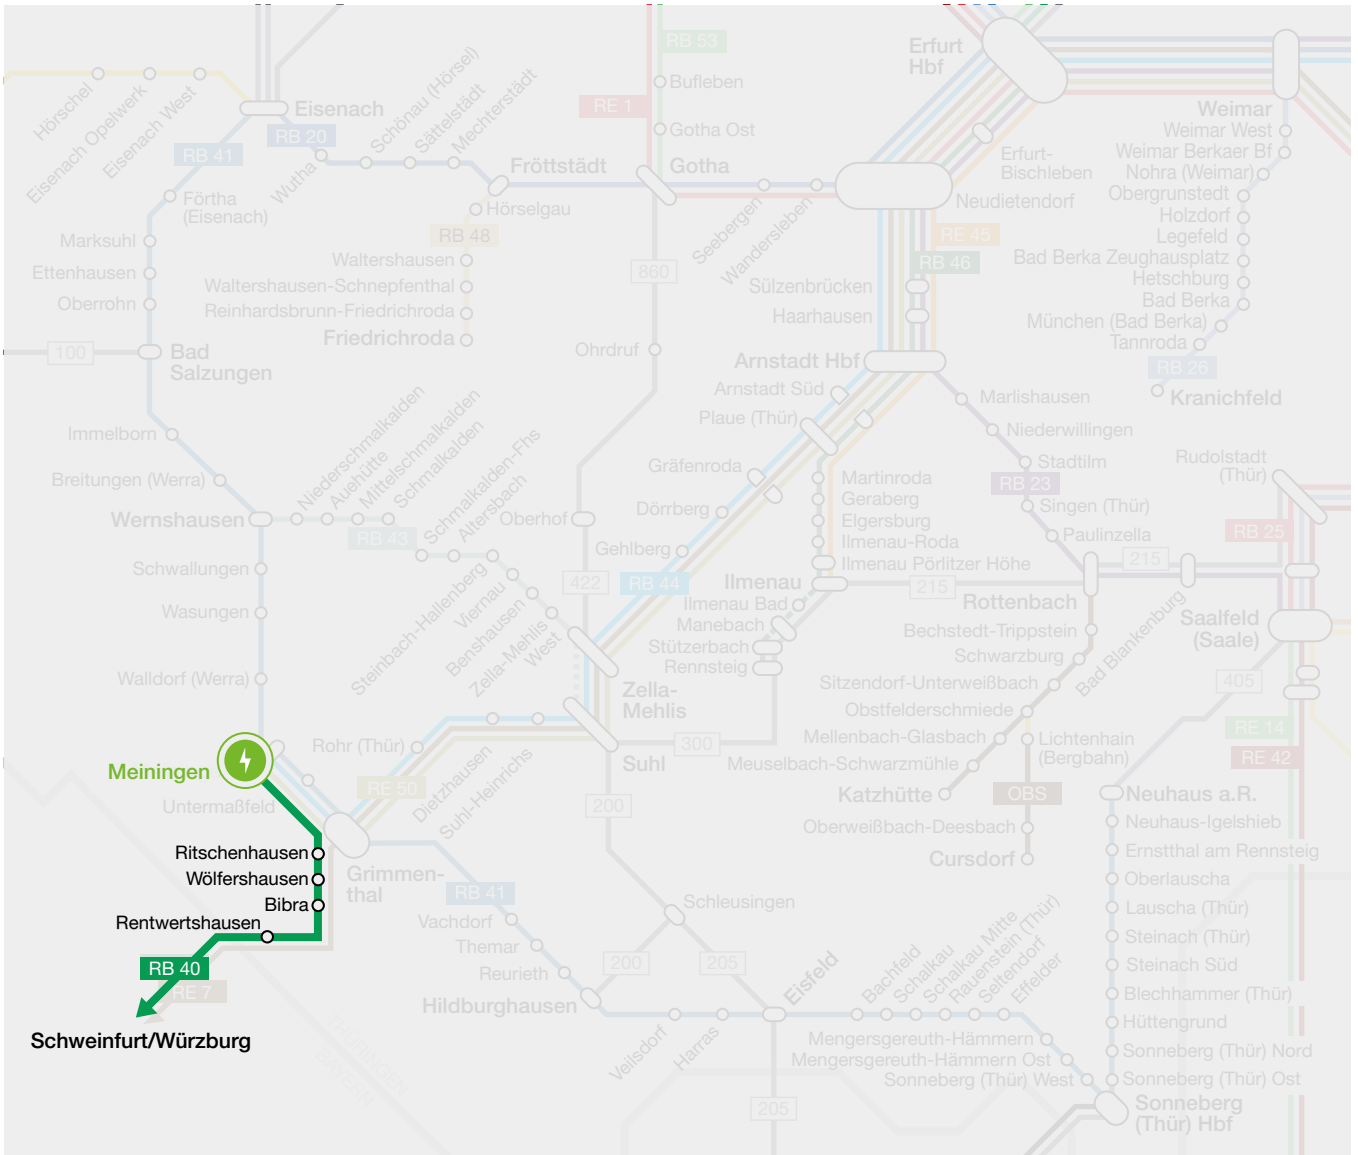 RB 53
Erfurt
Hbf
Bufleben
RE 1
Hörschel
Eisenach Opelwerk
Eisenach West
Eisenach
RB 20
RB 41
Wutha
Schönau (Hörsel)
Sättelstädt
Mechterstädt
Gotha Ost
Weimar
Weimar West
Weimar Berkaer Bf
Nohra (Weimar)
Obergrunstedt
Holzdorf
Legefeld
Bad Berka Zeughausplatz
Hetschburg
Bad Berka
München (Bad Berka)
Tannroda
RB 26
Kranichfeld
Erfurt-
Bischleben
Neudietendorf
Fröttstädt
Gotha
Hörselgau
Seebergen
Wandersleben
Förtha
(Eisenach)
Marksuhl
Ettenhausen
Oberrohn
RB 48
Waltershausen
Waltershausen-Schnepfenthal
Reinhardsbrunn-Friedrichroda
Friedrichroda
860
RE 45
RB 46
Sülzenbrücken
Haarhausen
100
Bad
Salzungen
Ohrdruf
Arnstadt Hbf
Arnstadt Süd
Plaue (Thür)
Marlishausen
Niederwillingen
Stadtilm
RB 23
Singen (Thür)
Paulinzella
Rudolstadt
(Thür)
RB 25
Immelborn
Breitungen (Werra)
Wernshausen
Niederschmalkalden
Auehütte
Mittelschmalkalden
Schmalkalden
RB 43
Schmalkalden-Fhs
Altersbach
Oberhof
Gräfenroda
Dörrberg
Gehlberg
RB 44
422
Martinroda
Geraberg
Elgersburg
Ilmenau-Roda
Ilmenau Pörlitzer Höhe
Ilmenau
Ilmenau Bad
Manebach
Stützerbach
Rennsteig
215
215
Rottenbach
Bad Blankenburg
Saalfeld
(Saale)
Schwallungen
Wasungen
Walldorf (Werra)
Steinbach-Hallenberg
Viernau
Benshausen
Zella-Mehlis
West
Zella-
Mehlis
Bechstedt-Trippstein
Schwarzburg
Sitzendorf-Unterweißbach
Obstfelderschmiede
Mellenbach-Glasbach
Meuselbach-Schwarzmühle
Katzhütte
Lichtenhain
(Bergbahn)
OBS
Oberweißbach-Deesbach
Cursdorf
405
RE 14
RE 42
Meiningen
Untermaßfeld
Rohr (Thür)
RE 50
Dietzhausen
Suhl-Heinrichs
Suhl
300
200
Neuhaus a.R.
Neuhaus-Igelshieb
Ernstthal am Rennsteig
Oberlauscha
Lauscha (Thür)
Steinach (Thür)
Steinach Süd
Blechhammer (Thür)
Hüttengrund
Sonneberg (Thür) Nord
Sonneberg (Thür) Ost
Sonneberg
(Thür) Hbf
Ritschenhausen
Wölfershausen
Bibra
Rentwertshausen
RB 40
RE 7
Schweinfurt/Würzburg
THÜRINGEN
BAYERN
Grimmen-
thal
RB 41
Vachdorf
Themar
Reurieth
Hildburghausen
Schleusingen
200
205
Veilsdorf
Harras
Eisfeld
Bachfeld
Schalkau
Schalkau Mitte
Rauenstein (Thür)
Seltendorf
Effelder
Mengersgereuth-Hämmern
Mengersgereuth-Hämmern Ost
Sonneberg (Thür) West
205